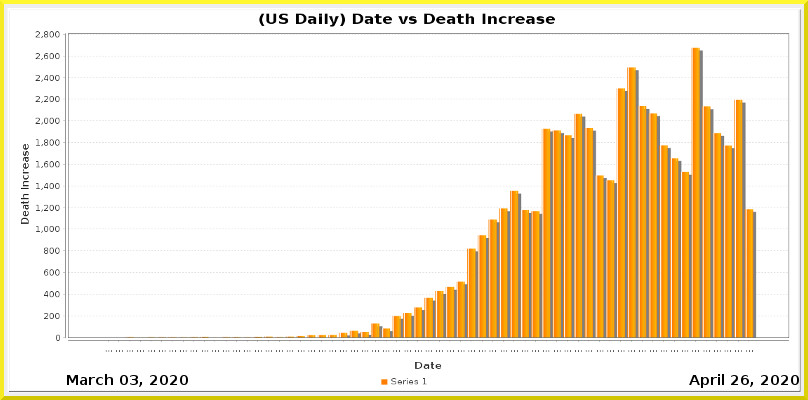 (US Daily) Date vs Death Increase
2,800
2,600
2,400
2,200
2,000
1,800
1,600
1,400
1,200
1,000
800
600
400
200
0
Death Increase
Date
March 03, 2020
Series 1
April 26, 2020